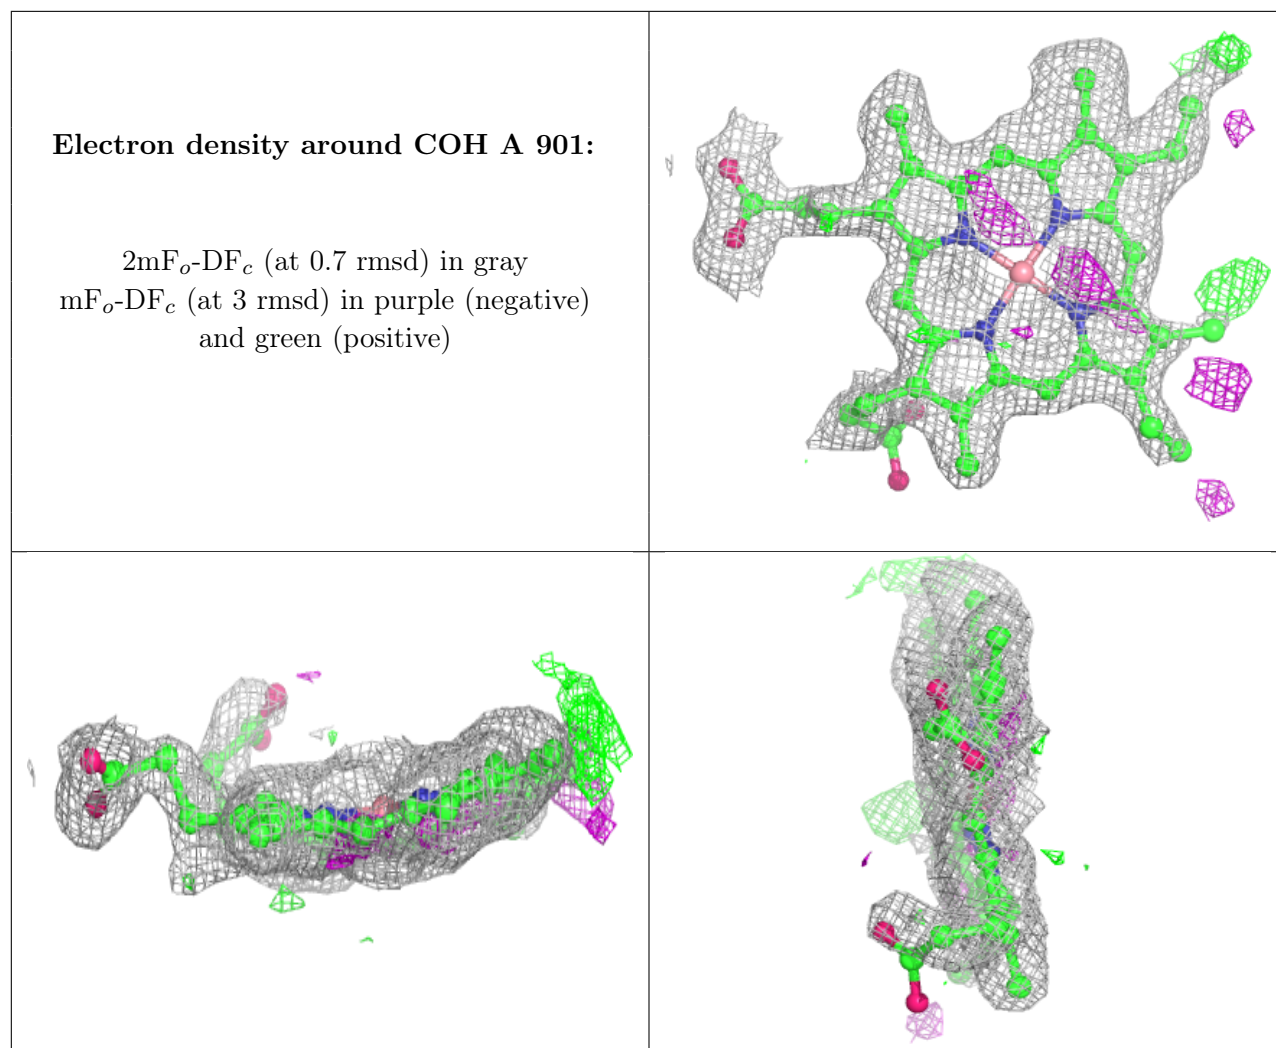 Electron density around COH A 901:
2mFo-DFc (at 0.7 rmsd) in gray
mFo-DFc (at 3 rmsd) in purple (negative)
and green (positive)